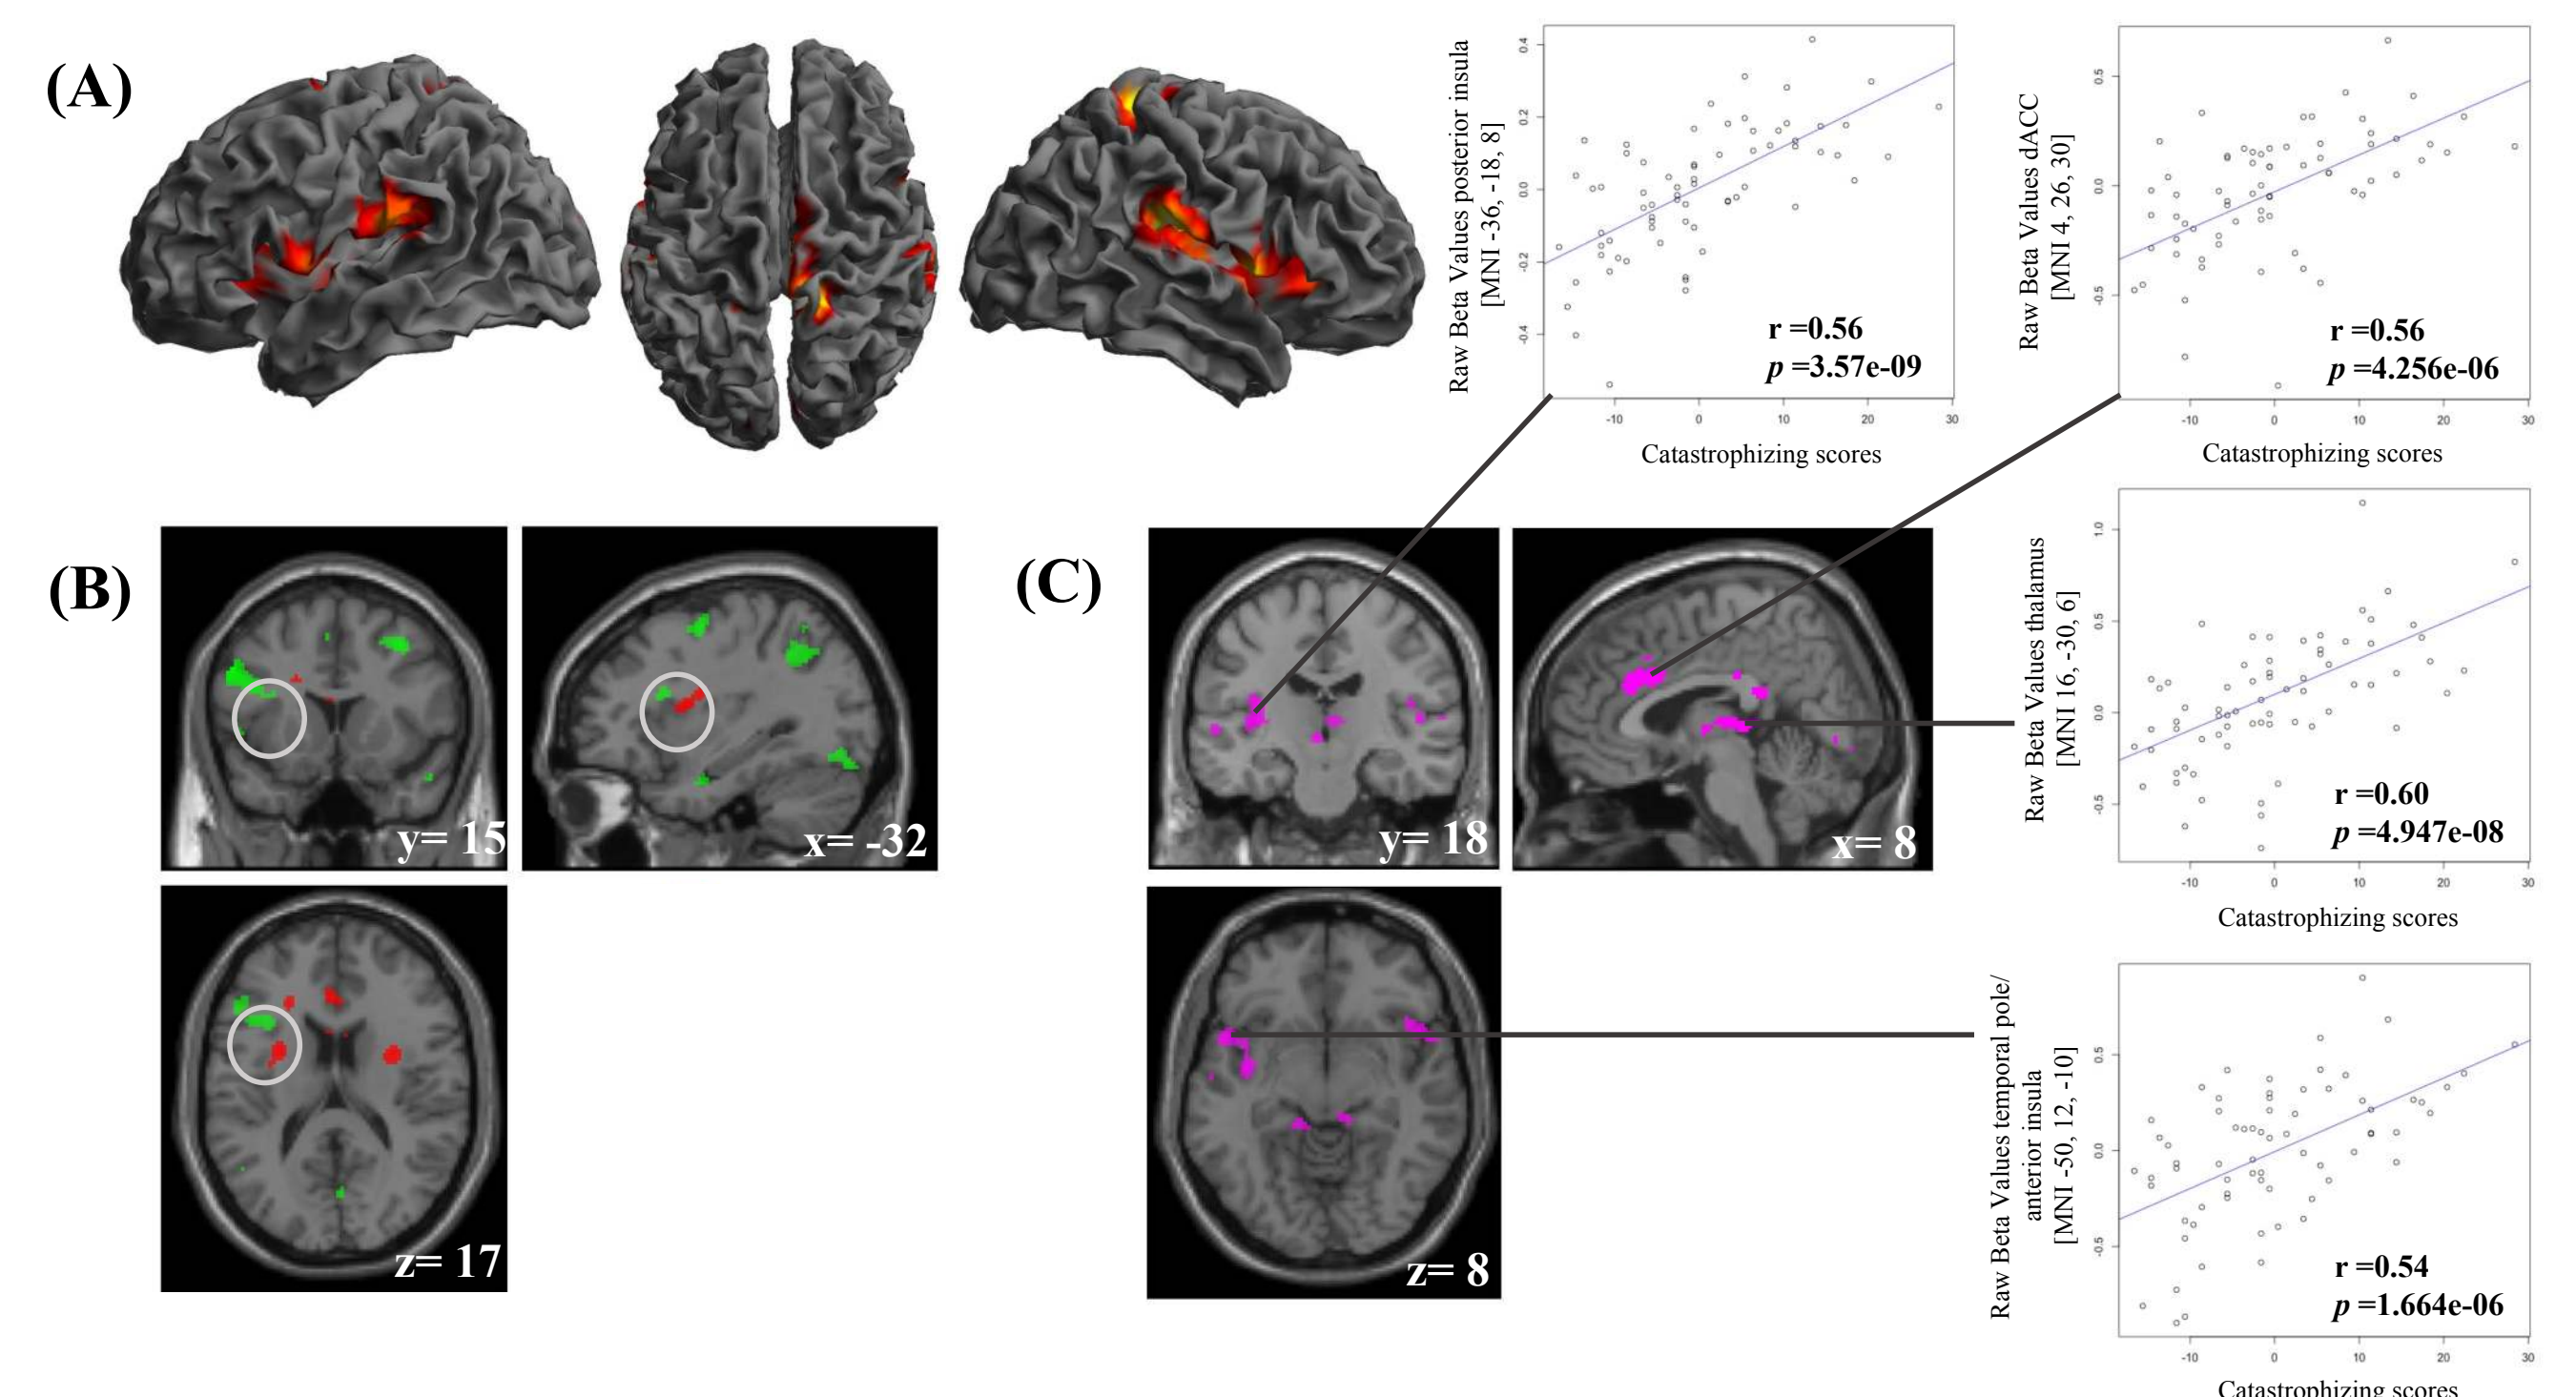 (A)
Raw Beta Values posterior insula
[MNI -36, -18, 8]
0.4
0.2
0.0
-0.2
-0.4
r =0.56
p =3.57e-09
-10 0 10 20 30
Catastrophizing scores
Raw Beta Values dACC
[MNI 4, 26, 30]
0.5
0.0
-0.5
r =0.56
p =4.256e-06
-10 0 10 20 30
Catastrophizing scores
(B)
y= 15
x= -32
z= 17
(C)
y= 18
x= 8
z= 8
Raw Beta Values thalamus
[MNI 16, -30, 6]
1.0
0.5
0.0
-0.5
r =0.60
p =4.947e-08
-10 0 10 20 30
Catastrophizing scores
Raw Beta Values temporal pole/
anterior insula
[MNI -50, 12, -10]
0.5
0.0
-0.5
r =0.54
p =1.664e-06
-10 0 10 20 30
Catastrophizing scores